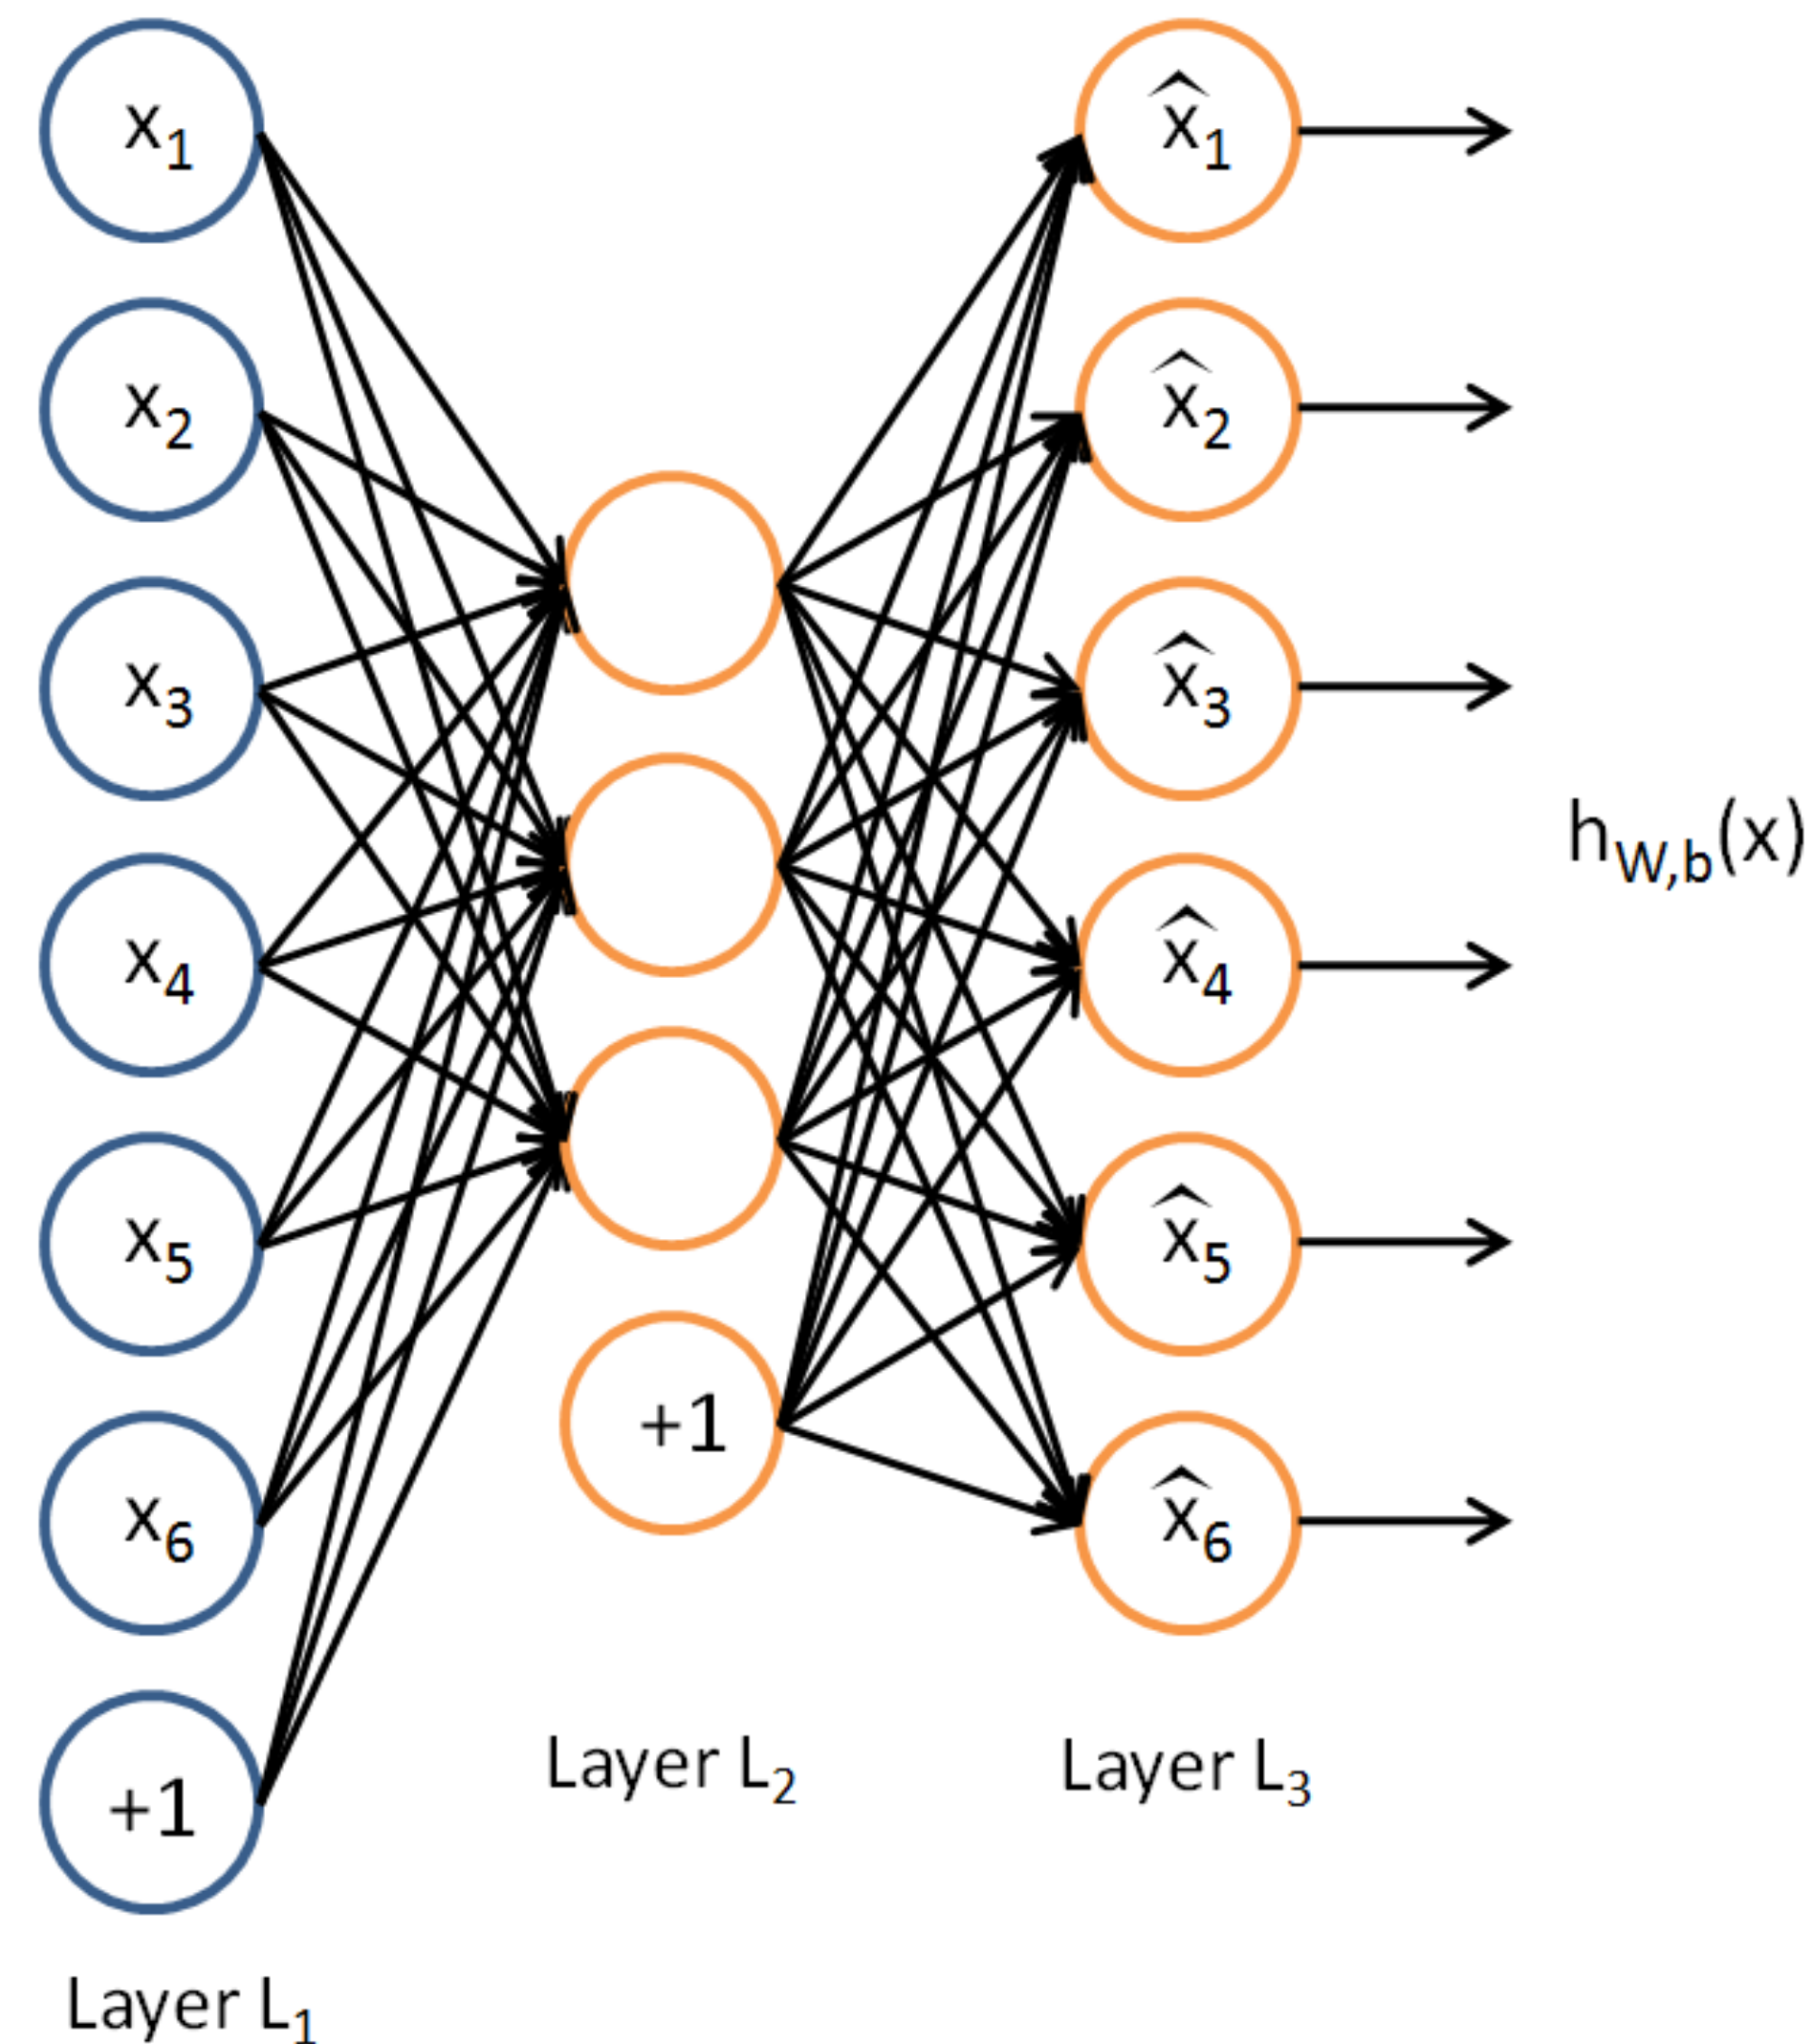 x₁
x₂
x₃
x₄
x₅
x₆
+1
Layer L₁
+1
Layer L₂
x̂₁
x̂₂
x̂₃
x̂₄
x̂₅
x̂₆
Layer L₃
h_W,b(x)